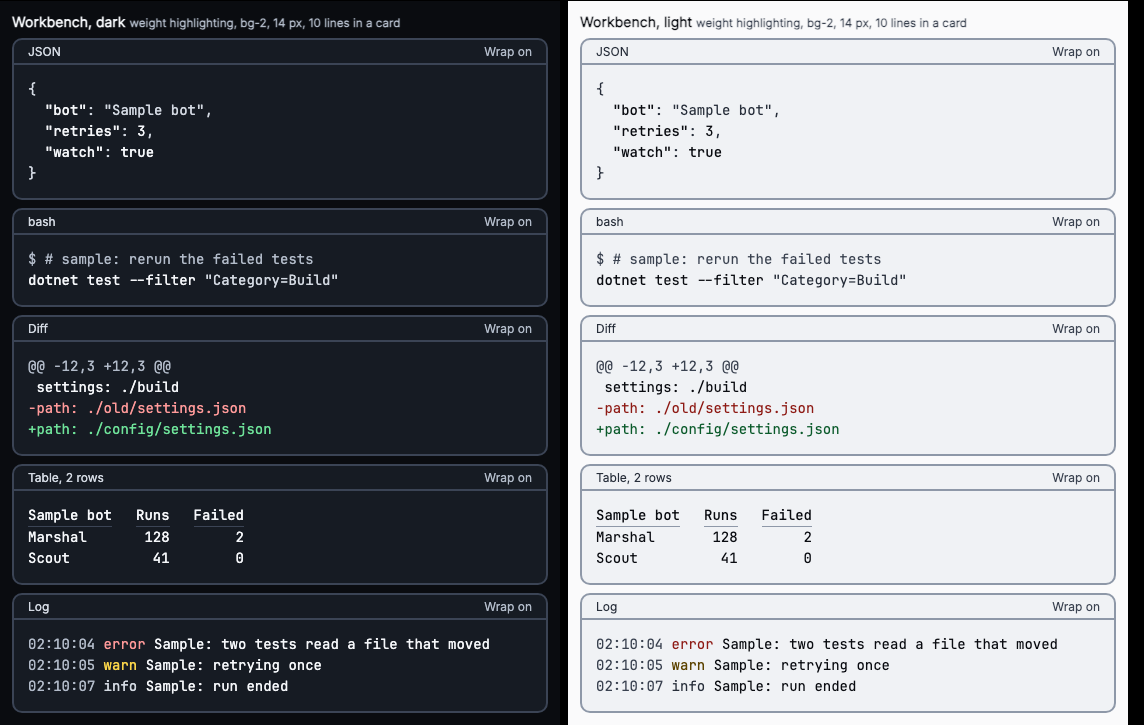 Workbench, dark weight highlighting, bg-2, 14 px, 10 lines in a card
JSON Wrap on
{
  "bot": "Sample bot",
  "retries": 3,
  "watch": true
}
bash Wrap on
$ # sample: rerun the failed tests
dotnet test --filter "Category=Build"
Diff Wrap on
@@ -12,3 +12,3 @@
 settings: ./build
-path: ./old/settings.json
+path: ./config/settings.json
Table, 2 rows Wrap on
Sample bot Runs Failed
Marshal 128 2
Scout 41 0
Log Wrap on
02:10:04 error Sample: two tests read a file that moved
02:10:05 warn Sample: retrying once
02:10:07 info Sample: run ended
Workbench, light weight highlighting, bg-2, 14 px, 10 lines in a card
JSON Wrap on
{
  "bot": "Sample bot",
  "retries": 3,
  "watch": true
}
bash Wrap on
$ # sample: rerun the failed tests
dotnet test --filter "Category=Build"
Diff Wrap on
@@ -12,3 +12,3 @@
 settings: ./build
-path: ./old/settings.json
+path: ./config/settings.json
Table, 2 rows Wrap on
Sample bot Runs Failed
Marshal 128 2
Scout 41 0
Log Wrap on
02:10:04 error Sample: two tests read a file that moved
02:10:05 warn Sample: retrying once
02:10:07 info Sample: run ended